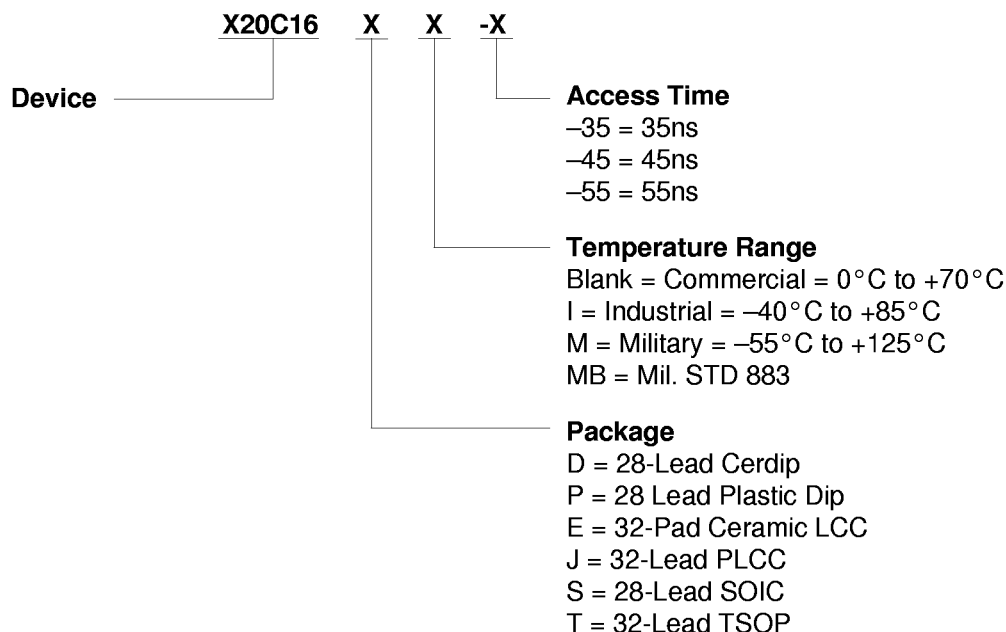 X20C16 X X -X
Device
Access Time
–35 = 35ns
–45 = 45ns
–55 = 55ns
Temperature Range
Blank = Commercial = 0°C to +70°C
I = Industrial = –40°C to +85°C
M = Military = –55°C to +125°C
MB = Mil. STD 883
Package
D = 28-Lead Cerdip
P = 28 Lead Plastic Dip
E = 32-Pad Ceramic LCC
J = 32-Lead PLCC
S = 28-Lead SOIC
T = 32-Lead TSOP